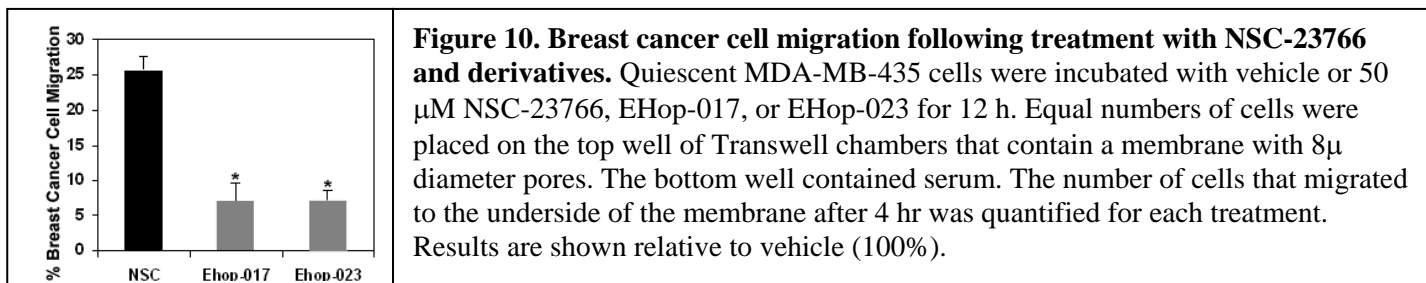 % Breast Cancer Cell Migration
30
25
20
15
10
5
0
*
*
NSC
Ehop-017
Ehop-023
Figure 10. Breast cancer cell migration following treatment with NSC-23766
and derivatives. Quiescent MDA-MB-435 cells were incubated with vehicle or 50
μM NSC-23766, EHop-017, or EHop-023 for 12 h. Equal numbers of cells were
placed on the top well of Transwell chambers that contain a membrane with 8μ
diameter pores. The bottom well contained serum. The number of cells that migrated
to the underside of the membrane after 4 hr was quantified for each treatment.
Results are shown relative to vehicle (100%).